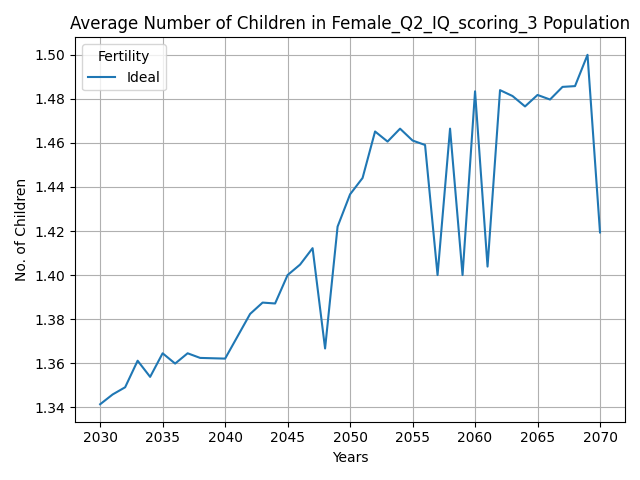 Average Number of Children in Female_Q2_IQ_scoring_3 Population
Fertility
Ideal
1.50
1.48
1.46
1.44
1.42
1.40
1.38
1.36
1.34
No. of Children
2030 2035 2040 2045 2050 2055 2060 2065 2070
Years